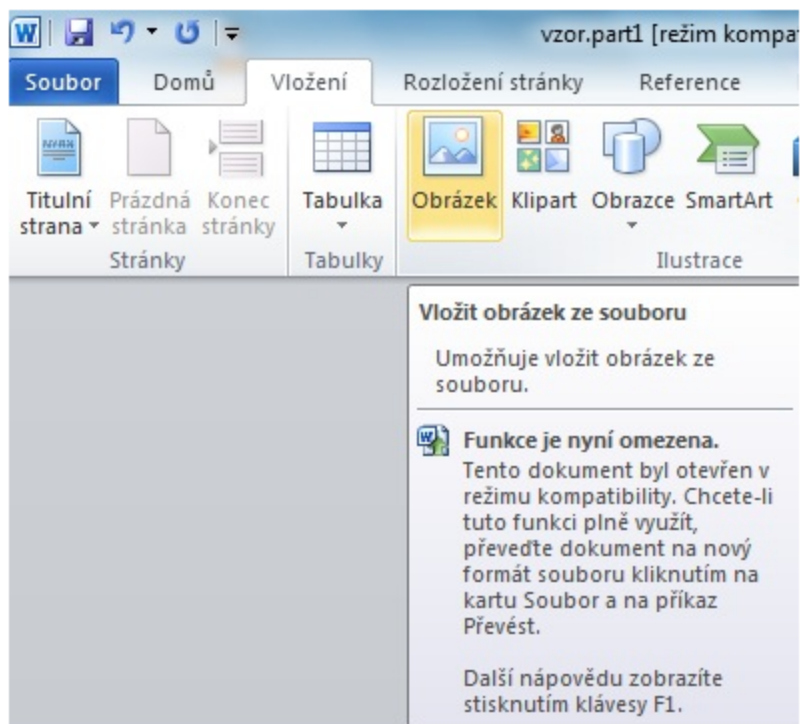 vzor.part1 [režim kompat
Soubor Domů Vložení Rozložení stránky Reference
Titulní strana Prázdná stránka Konec stránky Tabulka Obrázek Klipart Obrazce SmartArt
Stránky Tabulky Ilustrace
Vložit obrázek ze souboru
Umožňuje vložit obrázek ze
souboru.
Funkce je nyní omezena.
Tento dokument byl otevřen v
režimu kompatibility. Chcete-li
tuto funkci plně využít,
převeďte dokument na nový
formát souboru kliknutím na
kartu Soubor a na příkaz
Převést.
Další nápovědu zobrazíte
stisknutím klávesy F1.